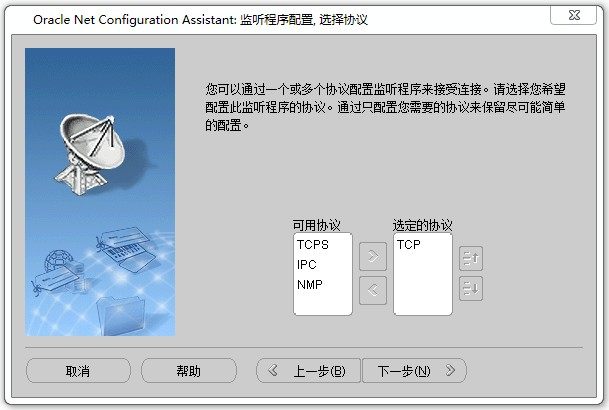 Oracle Net Configuration Assistant: 监听程序配置, 选择协议
您可以通过一个或多个协议配置监听程序来接受连接。请选择您希望
配置此监听程序的协议。通过只配置您需要的协议来保留尽可能简单
的配置。
可用协议
TCPS
IPC
NMP
选定的协议
TCP
取消
帮助
上一步(B)
下一步(N)